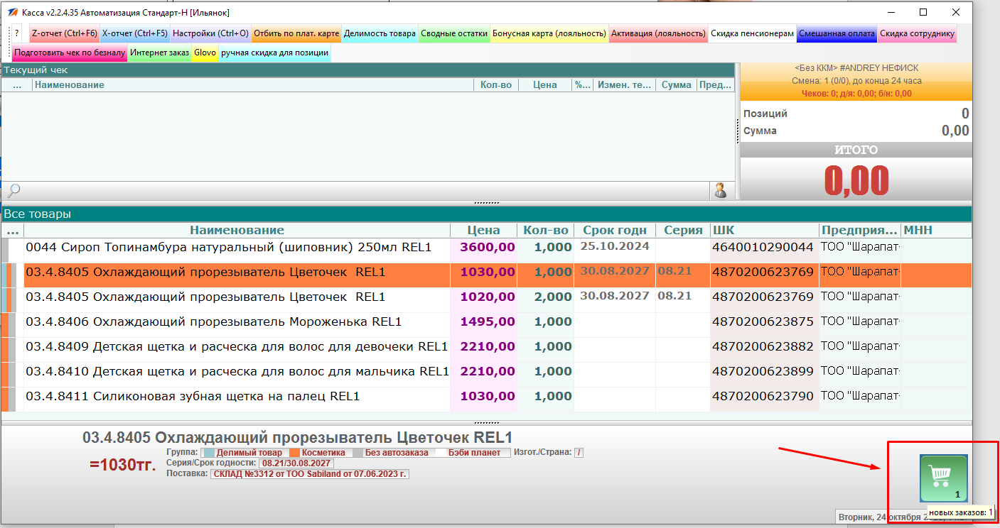 Касса v2.2.4.35 Автоматизация Стандарт-Н [Ильянок]
? Z-отчет (Ctrl+F6) X-отчет (Ctrl+F5) Настройки (Ctrl+O) Отбить по плат. карте Делимость товара Сводные остатки Бонусная карта (лояльность) Активация (лояльность) Скидка пенсионерам Смешанная оплата Скидка сотруднику
Подготовить чек по безналу Интернет заказ Glovo ручная скидка для позиции
Текущий чек
... Наименование Кол-во Цена %... Измен. те... Сумма Пред...
<Без ККМ> #ANDREY НЕФИСК
Смена: 1 (0/0), до конца 24 часа
Чеков: 0; д/я: 0,00; б/н: 0,00
Позиций 0
Сумма 0,00
ИТОГО
0,00
Все товары
... Наименование Цена Кол-во Срок годн Серия ШК Предприя... МНН
0044 Сироп Топинамбура натуральный (шиповник) 250мл REL1 3600,00 1,000 25.10.2024 4640010290044 ТОО "Шарапат-
03.4.8405 Охлаждающий прорезыватель Цветочек REL1 1030,00 1,000 30.08.2027 08.21 4870200623769 ТОО "Шарапат-
03.4.8405 Охлаждающий прорезыватель Цветочек REL1 1020,00 2,000 30.08.2027 08.21 4870200623769 ТОО "Шарапат-
03.4.8406 Охлаждающий прорезыватель Мороженька REL1 1495,00 1,000 4870200623875 ТОО "Шарапат-
03.4.8409 Детская щетка и расческа для волос для девочеки REL1 2210,00 1,000 4870200623882 ТОО "Шарапат-
03.4.8410 Детская щетка и расческа для волос для мальчика REL1 2210,00 1,000 4870200623899 ТОО "Шарапат-
03.4.8411 Силиконовая зубная щетка на палец REL1 1030,00 1,000 4870200623790 ТОО "Шарапат-
03.4.8405 Охлаждающий прорезыватель Цветочек REL1
=1030тг.
Группа: Делимый товар Косметика Без автозаказа Бэби планет Изгот./Страна: /
Серия/Срок годности: 08.21/30.08.2027
Поставка: СКЛАД №3312 от ТОО Sabiland от 07.06.2023 г.
1
новых заказов: 1
Вторник, 24 октября